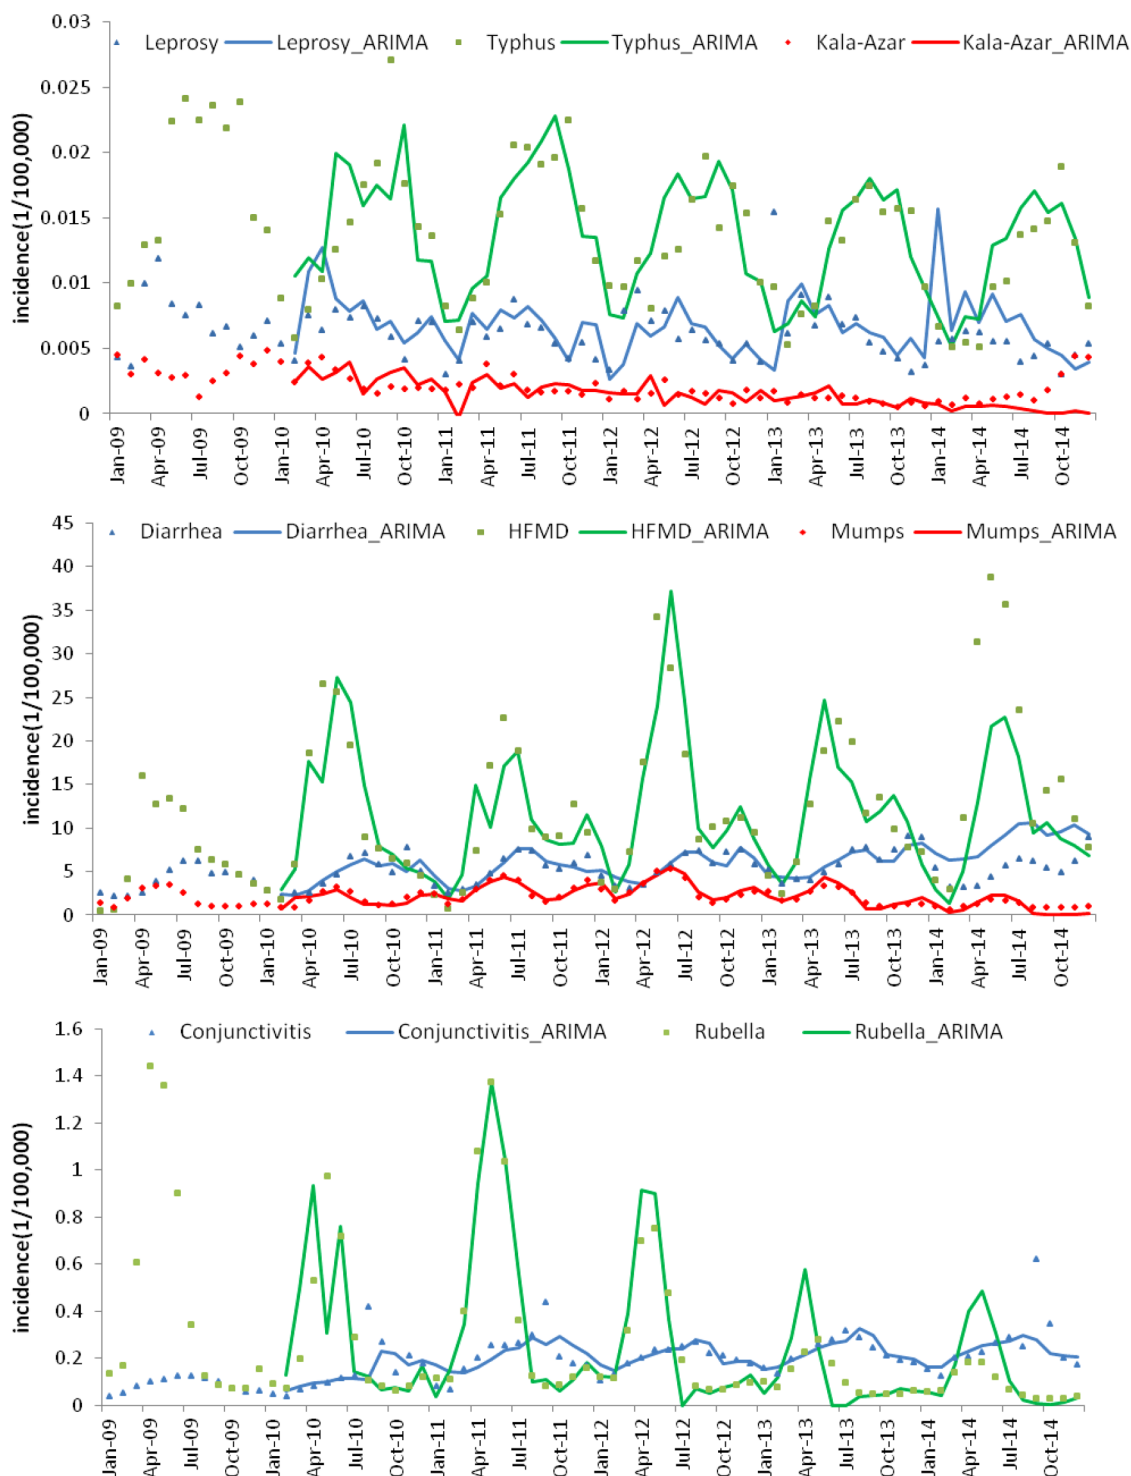 0.03
Leprosy Leprosy_ARIMA Typhus Typhus_ARIMA Kala-Azar Kala-Azar_ARIMA
0.025
0.02
0.015
0.01
0.005
0
incidence(1/100,000)
Jan-09 Apr-09 Jul-09 Oct-09 Jan-10 Apr-10 Jul-10 Oct-10 Jan-11 Apr-11 Jul-11 Oct-11 Jan-12 Apr-12 Jul-12 Oct-12 Jan-13 Apr-13 Jul-13 Oct-13 Jan-14 Apr-14 Jul-14 Oct-14
45
Diarrhea Diarrhea_ARIMA HFMD HFMD_ARIMA Mumps Mumps_ARIMA
40
35
30
25
20
15
10
5
0
incidence(1/100,000)
Jan-09 Apr-09 Jul-09 Oct-09 Jan-10 Apr-10 Jul-10 Oct-10 Jan-11 Apr-11 Jul-11 Oct-11 Jan-12 Apr-12 Jul-12 Oct-12 Jan-13 Apr-13 Jul-13 Oct-13 Jan-14 Apr-14 Jul-14 Oct-14
1.6
Conjunctivitis Conjunctivitis_ARIMA Rubella Rubella_ARIMA
1.4
1.2
1
0.8
0.6
0.4
0.2
0
incidence(1/100,000)
Jan-09 Apr-09 Jul-09 Oct-09 Jan-10 Apr-10 Jul-10 Oct-10 Jan-11 Apr-11 Jul-11 Oct-11 Jan-12 Apr-12 Jul-12 Oct-12 Jan-13 Apr-13 Jul-13 Oct-13 Jan-14 Apr-14 Jul-14 Oct-14